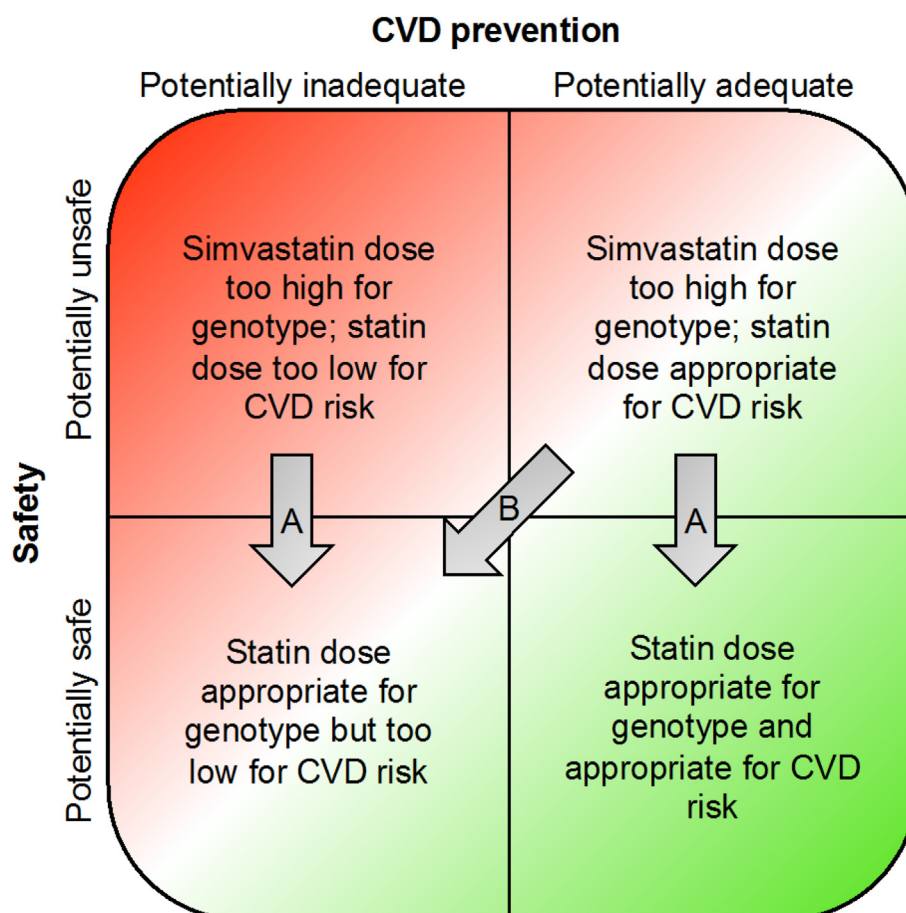 CVD prevention
Potentially inadequate
Potentially adequate
Safety
Potentially unsafe
Simvastatin dose
too high for
genotype; statin
dose too low for
CVD risk
Simvastatin dose
too high for
genotype; statin
dose appropriate
for CVD risk
A
B
A
Potentially safe
Statin dose
appropriate for
genotype but too
low for CVD risk
Statin dose
appropriate for
genotype and
appropriate for CVD
risk